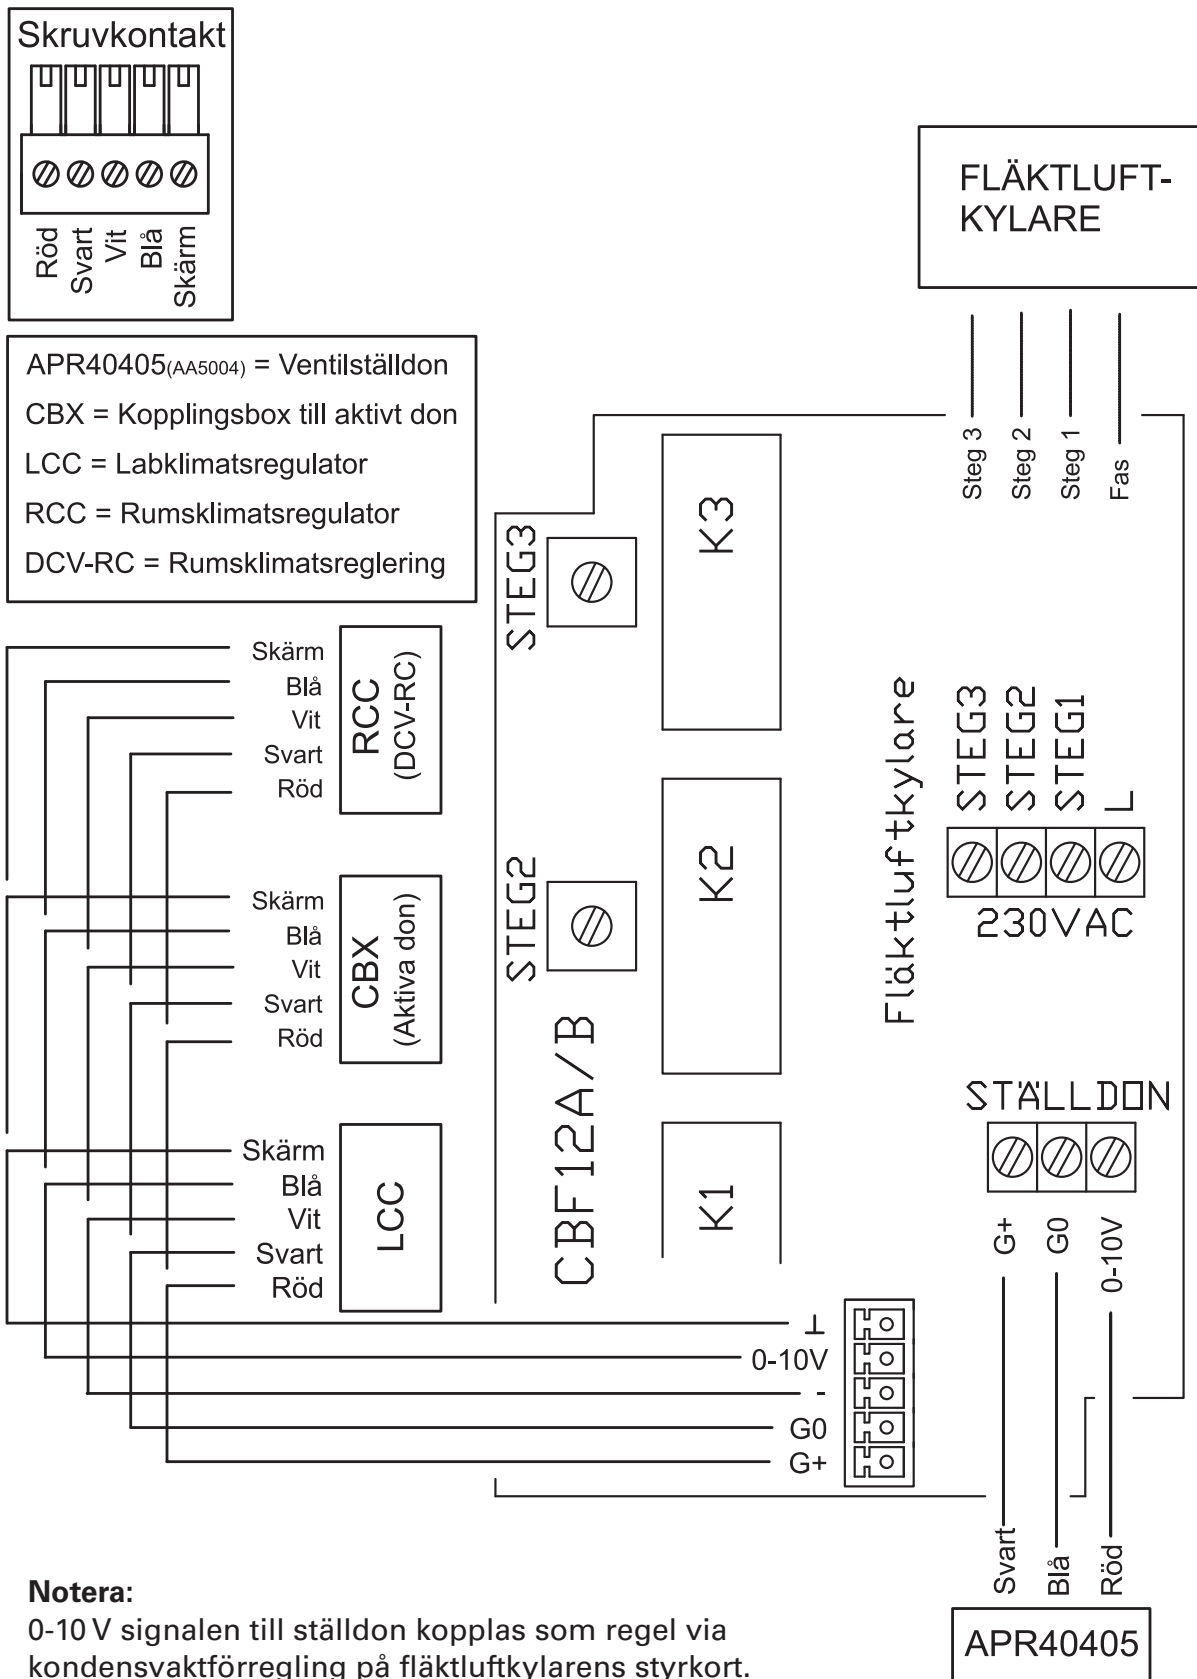 Skruvkontakt
Röd
Svart
Vit
Blå
Skärm
FLÄKTLUFT-
KYLARE
APR40405(AA5004) = Ventilställdon
CBX = Kopplingsbox till aktivt don
LCC = Labklimatsregulator
RCC = Rumsklimatsregulator
DCV-RC = Rumsklimatsreglering
Steg 3
Steg 2
Steg 1
Fas
STEG3
K3
Skärm
Blå
Vit
Svart
Röd
RCC
(DCV-RC)
Fläktluftkylare
STEG3
STEG2
STEG1
L
230VAC
STEG2
K2
Skärm
Blå
Vit
Svart
Röd
CBX
(Aktiva don)
CBF12A/B
K1
STÄLLDON
G+
G0
0-10V
Skärm
Blå
Vit
Svart
Röd
LCC
⊥
0-10V
-
G0
G+
Svart
Blå
Röd
APR40405
Notera:
0-10 V signalen till ställdon kopplas som regel via
kondensvaktförregling på fläktluftkylarens styrkort.